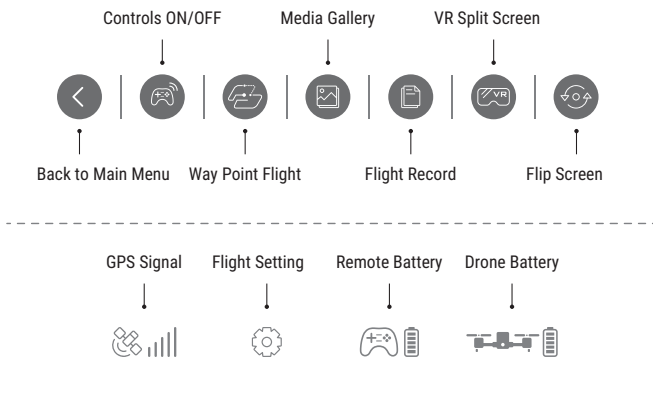 Controls ON/OFF Media Gallery VR Split Screen
VR
Back to Main Menu Way Point Flight Flight Record Flip Screen
GPS Signal Flight Setting Remote Battery Drone Battery